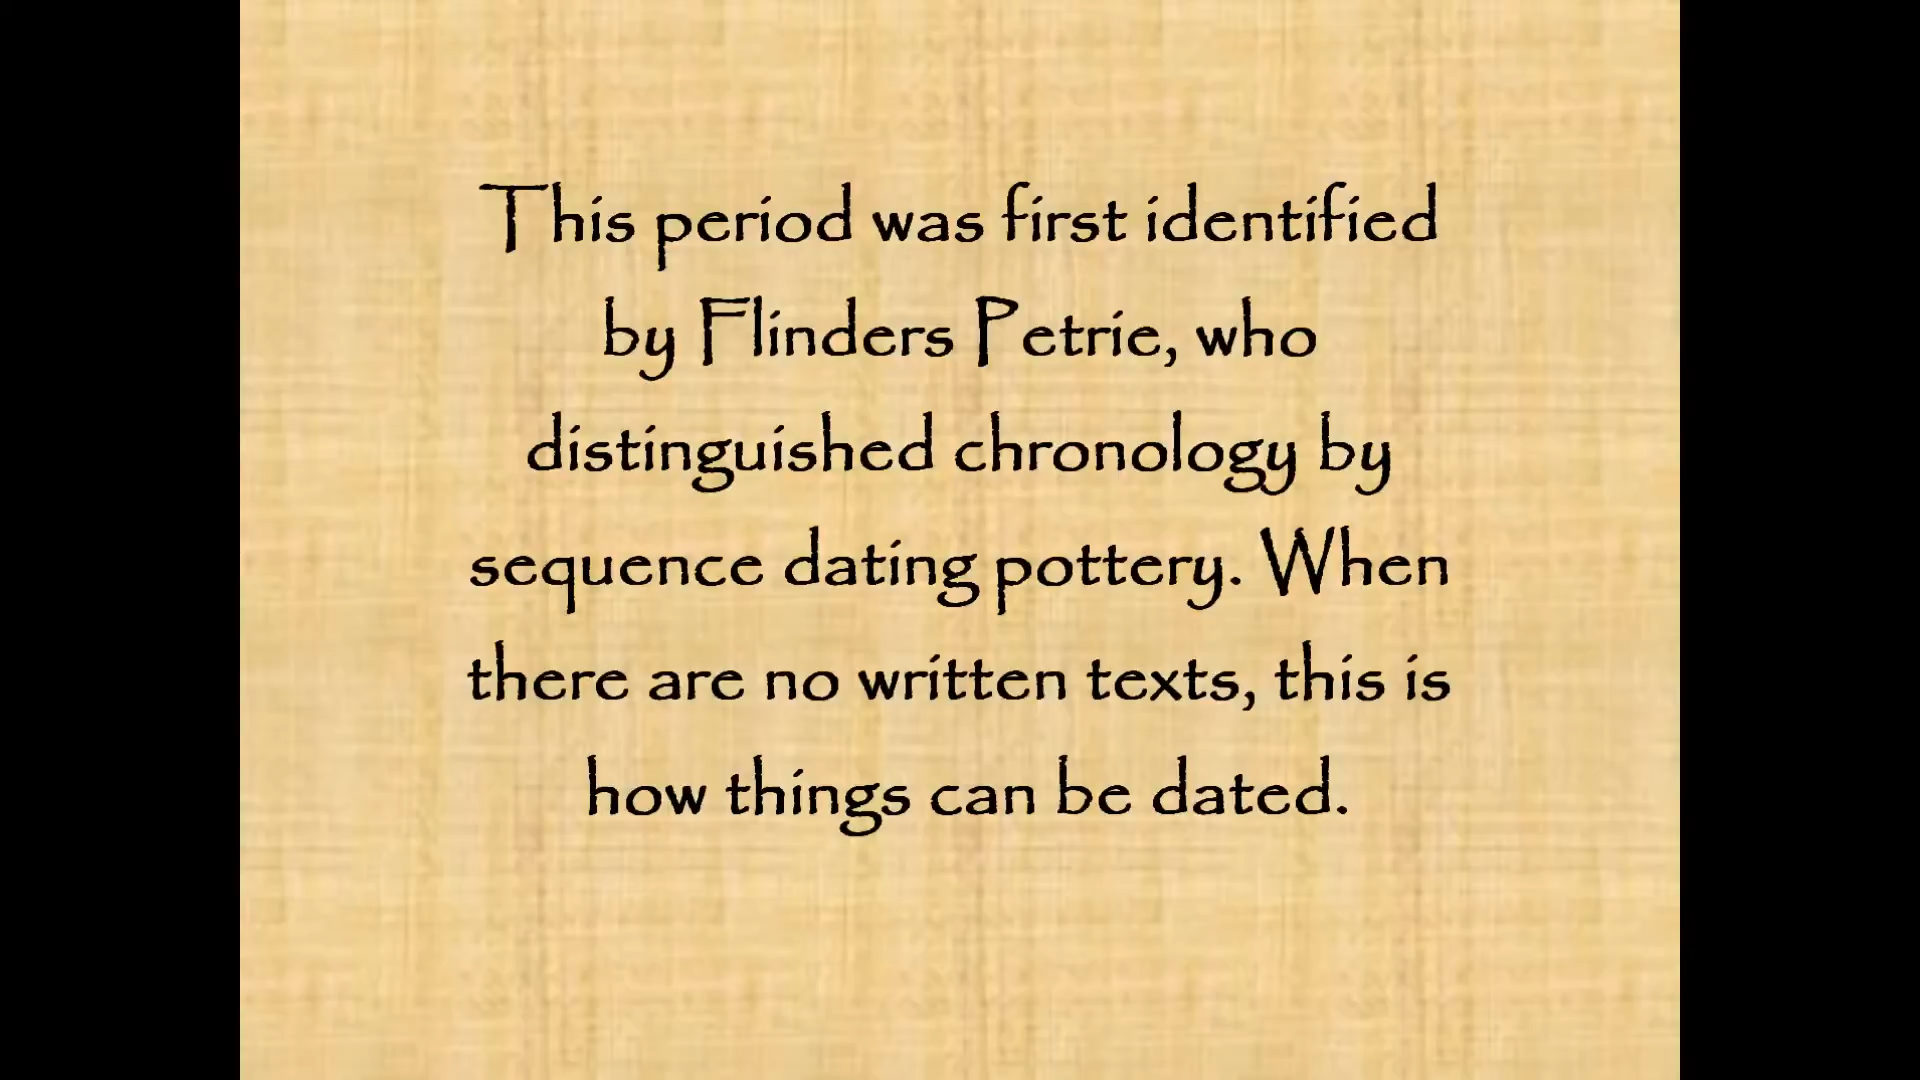 This period was first identified
by Flinders Petrie, who
distinguished chronology by
sequence dating pottery. When
there are no written texts, this is
how things can be dated.